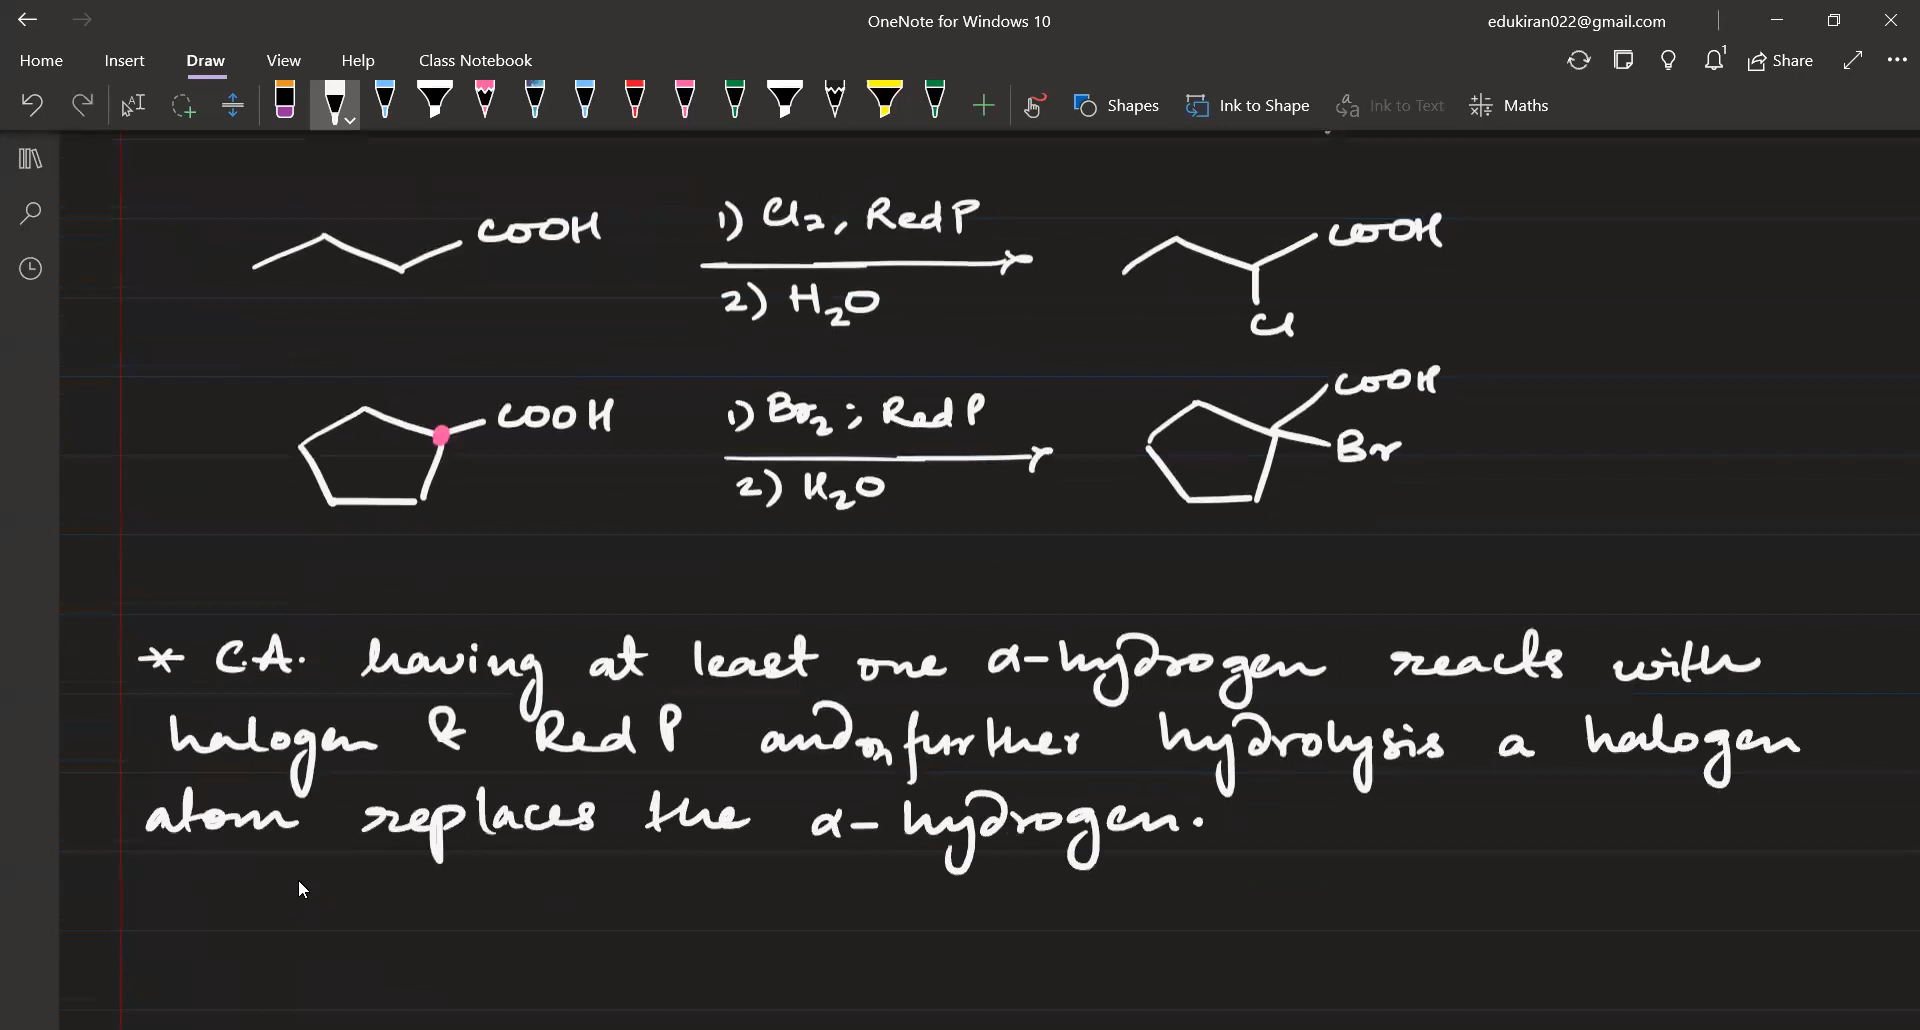 OneNote for Windows 10
edukiran022@gmail.com
Home Insert Draw View Help Class Notebook
1 Share
Shapes Ink to Shape Ink to Text Maths
COOH 1) Cl2, Red P COOH
2) H2O
Cl
COOH 1) Br2; Red P COOH
Br
2) H2O
* C.A. having at least one α-hydrogen reacts with
halogen & Red P and on further hydrolysis a halogen
atom replaces the α-hydrogen.